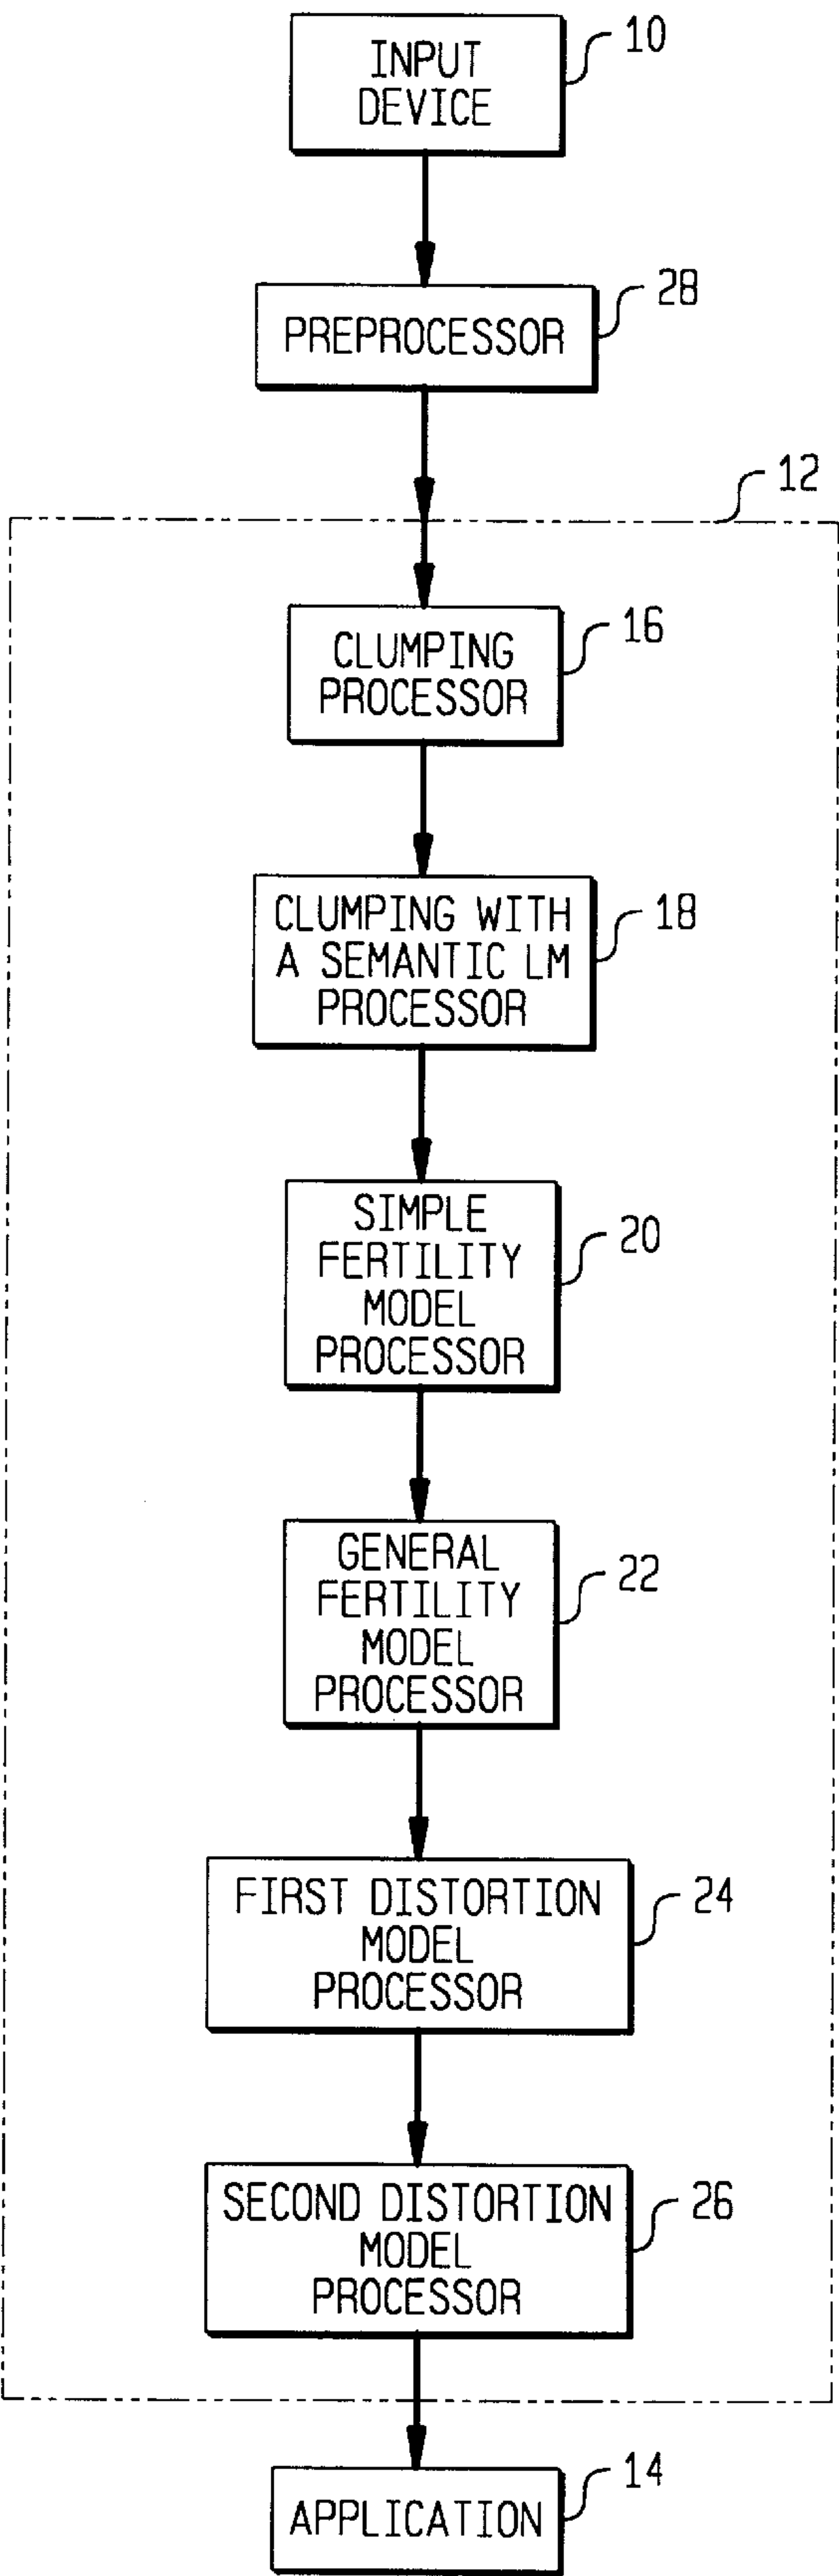 INPUT
DEVICE
10
PREPROCESSOR
28
12
CLUMPING
PROCESSOR
16
CLUMPING WITH
A SEMANTIC LM
PROCESSOR
18
SIMPLE
FERTILITY
MODEL
PROCESSOR
20
GENERAL
FERTILITY
MODEL
PROCESSOR
22
FIRST DISTORTION
MODEL
PROCESSOR
24
SECOND DISTORTION
MODEL
PROCESSOR
26
APPLICATION
14